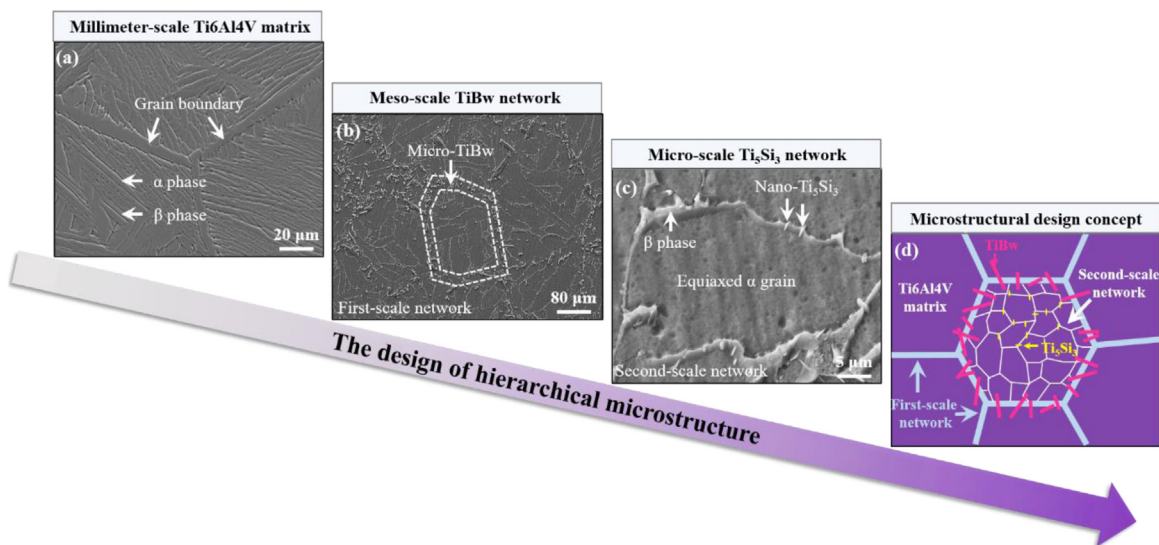 Millimeter-scale Ti6Al4V matrix
(a)
Grain boundary
α phase
β phase
20 μm
Meso-scale TiBw network
(b)
Micro-TiBw
First-scale network
80 μm
Micro-scale Ti₅Si₃ network
(c)
Nano-Ti₅Si₃
β phase
Equiaxed α grain
Second-scale network
5 μm
Microstructural design concept
(d)
TiBw
Ti6Al4V
matrix
Second-scale
network
Ti₅Si₃
First-scale
network
The design of hierarchical microstructure